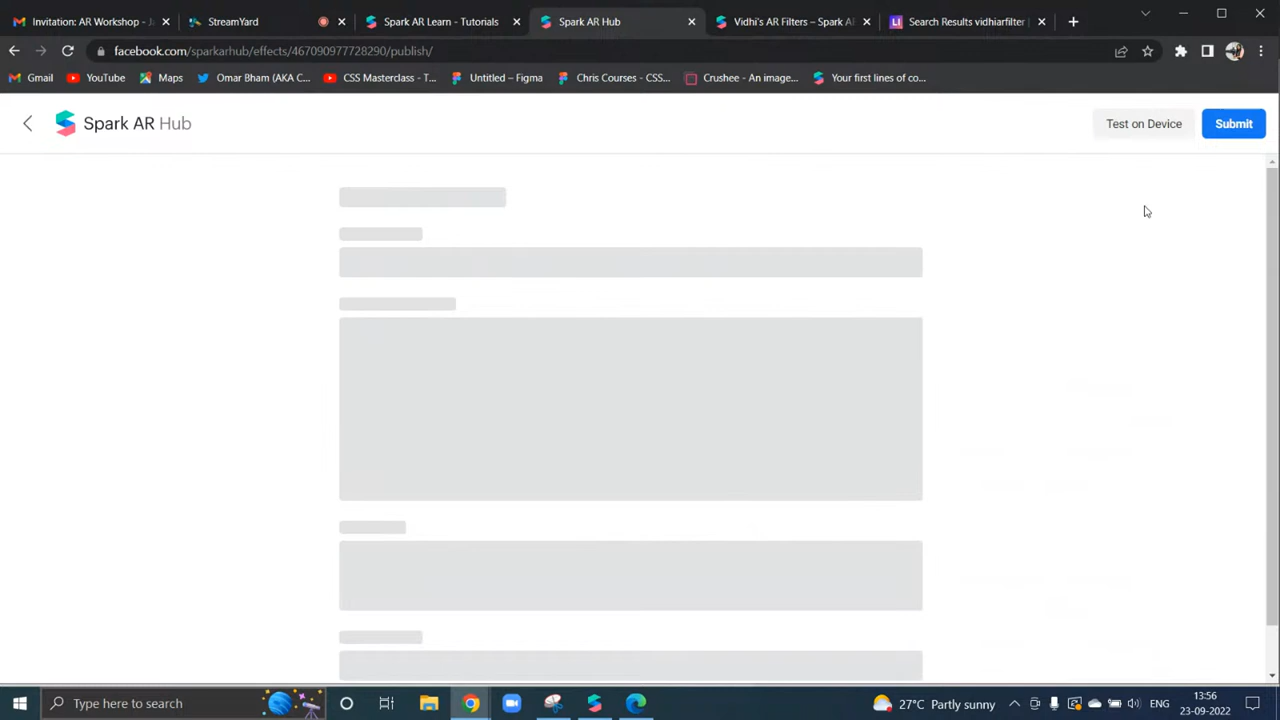 Invitation: AR Workshop - Ja
StreamYard
Spark AR Learn - Tutorials
Spark AR Hub
Vidhi's AR Filters – Spark A
Search Results vidhiarfilter |
facebook.com/sparkarhub/effects/467090977728290/publish/
Gmail
YouTube
Maps
Omar Bham (AKA C...
CSS Masterclass - T...
Untitled – Figma
Chris Courses - CSS...
Crushee - An image...
Your first lines of co...
Spark AR Hub
Test on Device
Submit
Type here to search
27°C Partly sunny
ENG
13:56
23-09-2022